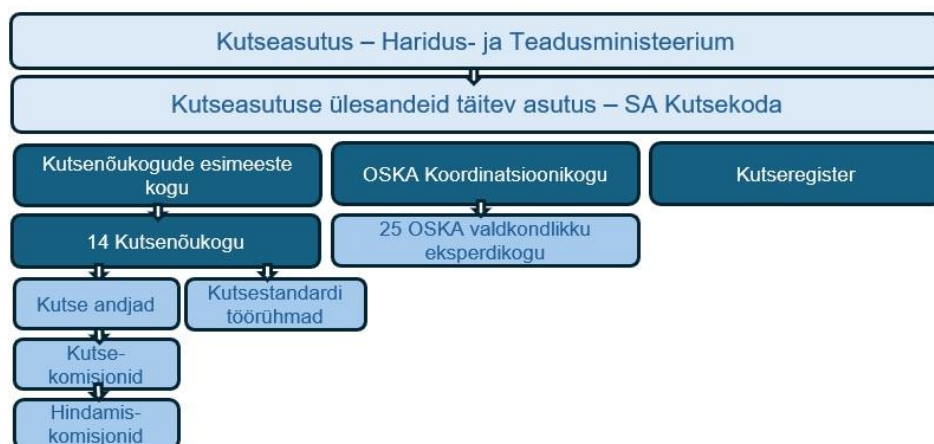 Kutseasutus – Haridus- ja Teadusministeerium
Kutseasutuse ülesandeid täitev asutus – SA Kutsekoda
Kutsenõukogude esimeeste
kogu
OSKA Koordinatsioonikogu
Kutseregister
14 Kutsenõukogu
25 OSKA valdkondlikku
eksperdikogu
Kutse andjad
Kutsestandardi
töörühmad
Kutse-
komisjonid
Hindamis-
komisjonid